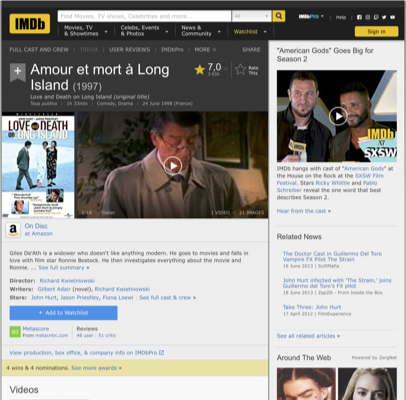 IMDb
Find Movies, TV shows, Celebrities and more...
All
IMDbPro
Help
Movies, TV
& Showtimes
Celebs, Events
& Photos
News &
Community
Watchlist
Sign in
FULL CAST AND CREW | TRIVIA | USER REVIEWS | IMDbPro | MORE
SHARE
Amour et mort à Long
Island (1997)
Love and Death on Long Island (original title)
Tous publics | 1h 33min | Comedy, Drama | 24 June 1998 (France)
7,0
Rate
This
LOVE and DEATH
ON LONG ISLAND
DVD
2:16 | Trailer
1 VIDEO
21 IMAGES
On Disc
at Amazon
Giles De'Ath is a widower who doesn't like anything modern. He goes to movies and falls in
love with film star Ronnie Bostock. He then investigates everything about the movie and
Ronnie. ... See full summary »
Director: Richard Kwietniowski
Writers: Gilbert Adair (novel), Richard Kwietniowski
Stars: John Hurt, Jason Priestley, Fiona Loewi | See full cast & crew »
+ Add to Watchlist
Metascore
From metacritic.com
Reviews
48 user | 51 critic
View production, box office, & company info on IMDbPro
4 wins & 4 nominations. See more awards »
Videos
"American Gods" Goes Big for
Season 2
IMDb
at
SXSW
IMDb hangs with cast of "American Gods" at
the House on the Rock at the SXSW Film
Festival. Stars Ricky Whittle and Pablo
Schreiber reveal the one word that best
describes Season 2.
Hear from the cast »
Related News
The Doctor Cast in Guillermo Del Toro
Vampire FX Pilot The Strain
18 June 2013 | SciFiMafia
John Hurt infected with 'The Strain,' joins
Guillermo del Toro's FX pilot
18 June 2013 | Zap2It - From Inside the Box
Take Three: John Hurt
17 April 2012 | FilmExperience
See all related articles »
Around The Web
Powered by ZergNet